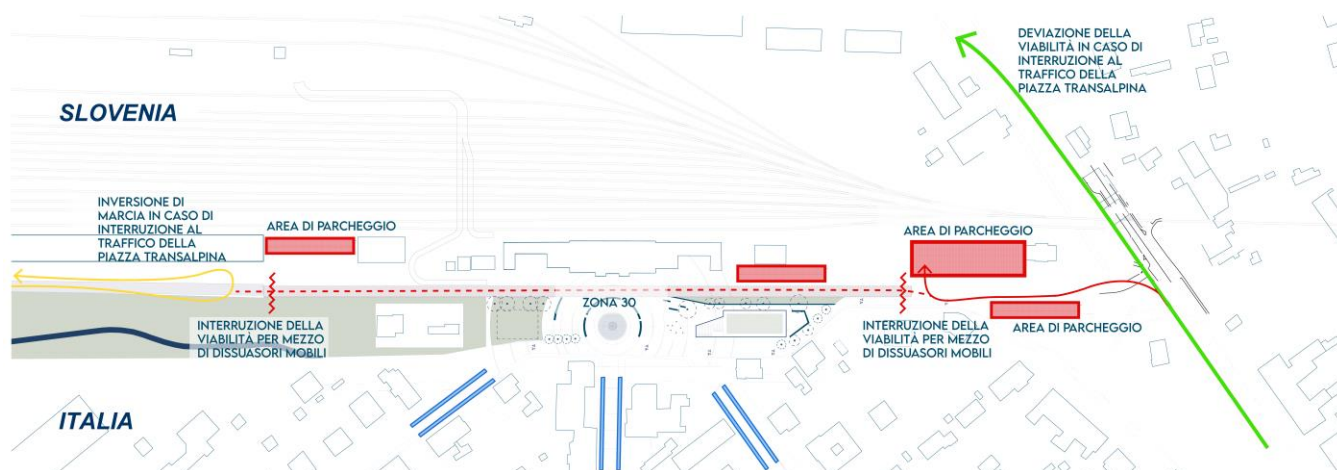 DEVIAZIONE DELLA
VIABILITÀ IN CASO DI
INTERRUZIONE AL
TRAFFICO DELLA
PIAZZA TRANSALPINA
SLOVENIA
INVERSIONE DI
MARCIA IN CASO DI
INTERRUZIONE AL
TRAFFICO DELLA
PIAZZA TRANSALPINA
AREA DI PARCHEGGIO
AREA DI PARCHEGGIO
ZONA 30
INTERRUZIONE DELLA
VIABILITÀ PER MEZZO
DI DISSUASORI MOBILI
INTERRUZIONE DELLA
VIABILITÀ PER MEZZO
DI DISSUASORI MOBILI
AREA DI PARCHEGGIO
ITALIA